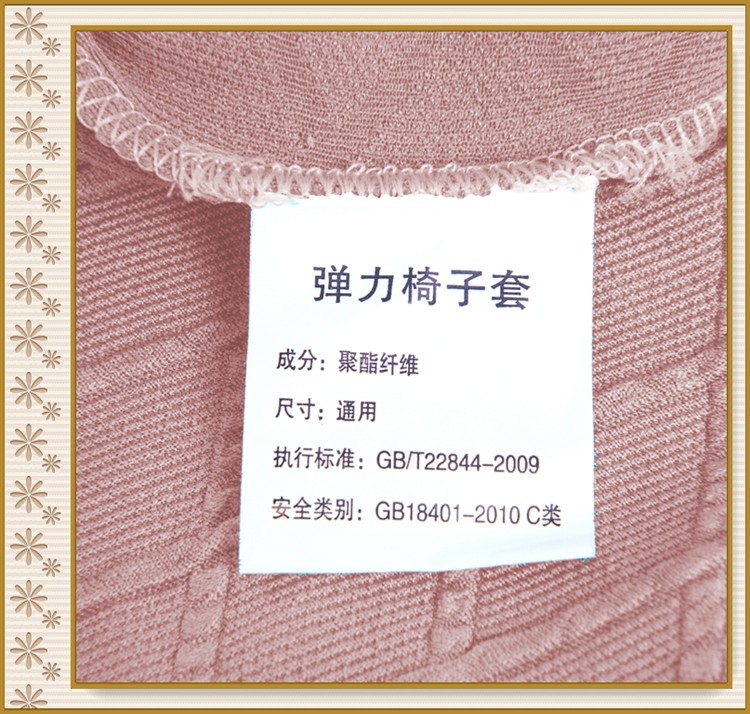 弹力椅子套
成分：聚酯纤维
尺寸：通用
执行标准：GB/T22844-2009
安全类别：GB18401-2010 C类